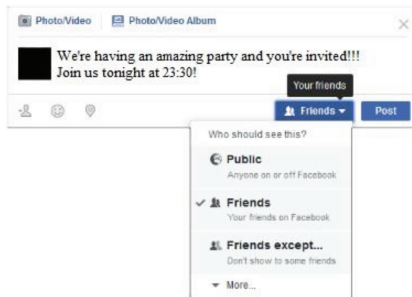 Photo/Video Photo/Video Album
We're having an amazing party and you're invited!!!
Join us tonight at 23:30!
Your friends
Friends Post
Who should see this?
Public
Anyone on or off Facebook
Friends
Your friends on Facebook
Friends except...
Don't show to some friends
More...